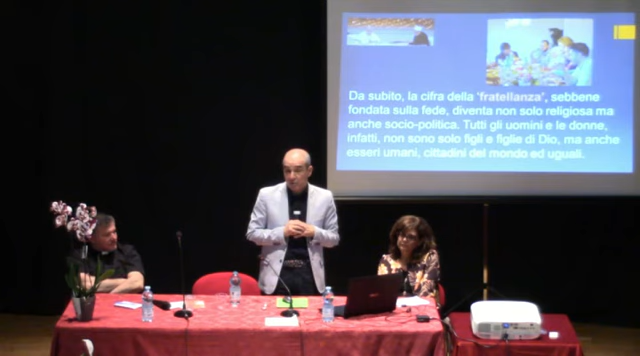 Da subito, la cifra della 'fratellanza', sebbene
fondata sulla fede, diventa non solo religiosa ma
anche socio-politica. Tutti gli uomini e le donne,
infatti, non sono solo figli e figlie di Dio, ma anche
esseri umani, cittadini del mondo ed uguali.